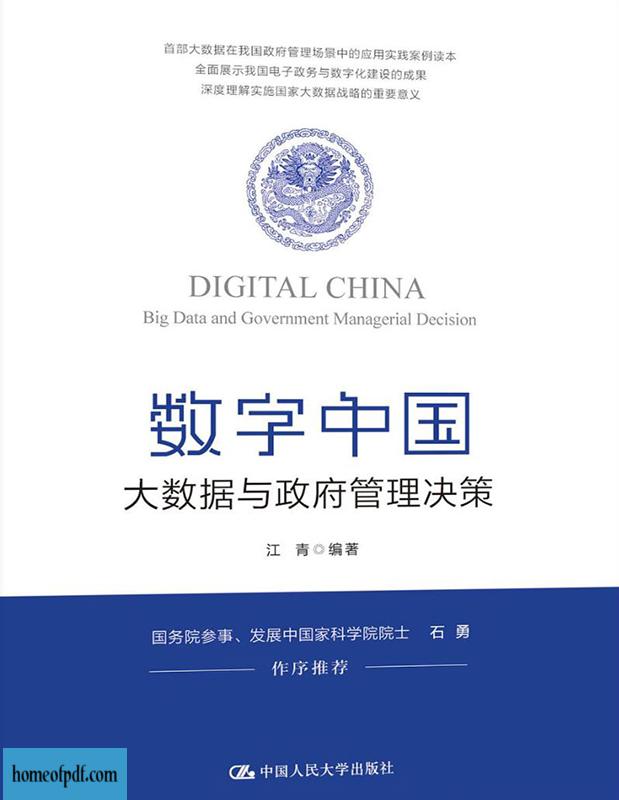 首部大数据在我国政府管理场景中的应用实践案例读本
全面展示我国电子政务与数字化建设的成果
深度理解实施国家大数据战略的重要意义
DIGITAL CHINA
Big Data and Government Managerial Decision
数字中国
大数据与政府管理决策
江 青◎编著
国务院参事、发展中国家科学院院士 石 勇
作序推荐
homeofpdf.com
中国人民大学出版社